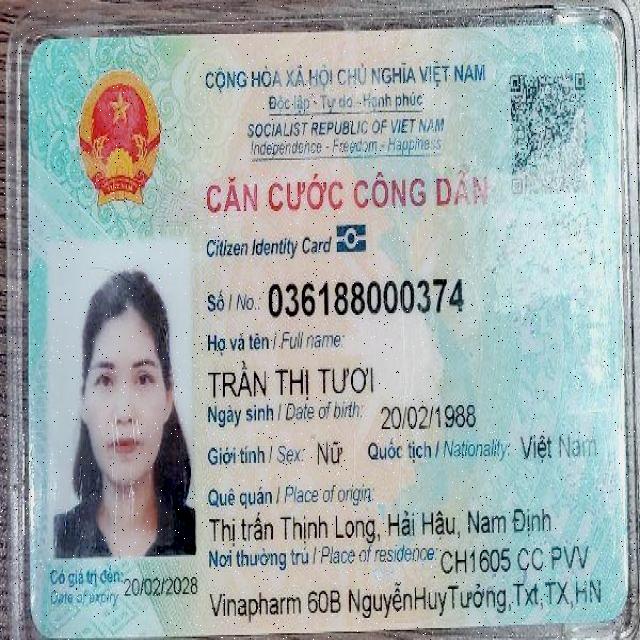 CỘNG HÒA XÃ HỘI CHỦ NGHĨA VIỆT NAM
Độc lập - Tự do - Hạnh phúc
SOCIALIST REPUBLIC OF VIET NAM
Independence - Freedom - Happiness
CĂN CƯỚC CÔNG DÂN
Citizen Identity Card
Số / No.: 036188000374
Họ và tên / Full name:
TRẦN THỊ TƯƠI
Ngày sinh / Date of birth: 20/02/1988
Giới tính / Sex: Nữ Quốc tịch / Nationality: Việt Nam
Quê quán / Place of origin:
Thị trấn Thịnh Long, Hải Hậu, Nam Định
Nơi thường trú / Place of residence: CH1605 CC PVV
Vinapharm 60B NguyễnHuyTưởng,Txt,TX,HN
Có giá trị đến: 20/02/2028
Date of expiry